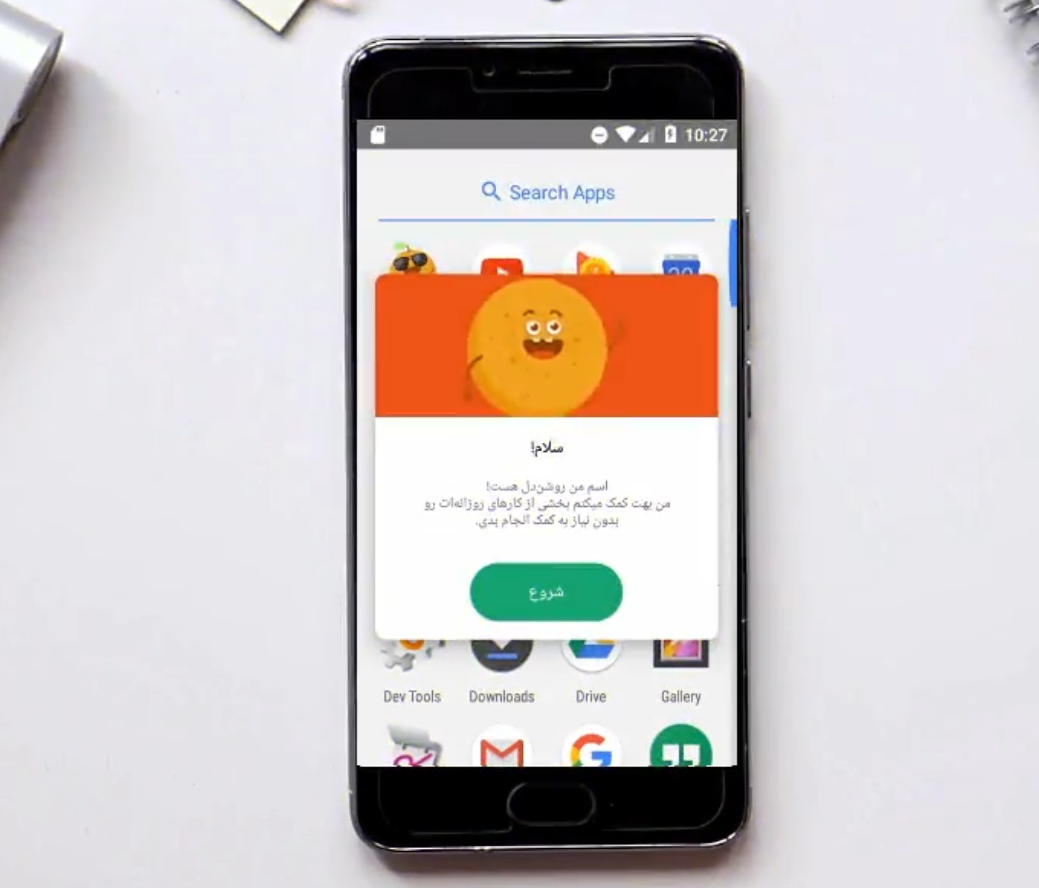 10:27
Search Apps
سلام!
اسم من روشن‌دل هست!
من بهت کمک میکنم بخشی از کارهای روزانه‌ات رو
بدون نیاز به کمک انجام بدی.
شروع
Dev Tools Downloads Drive Gallery